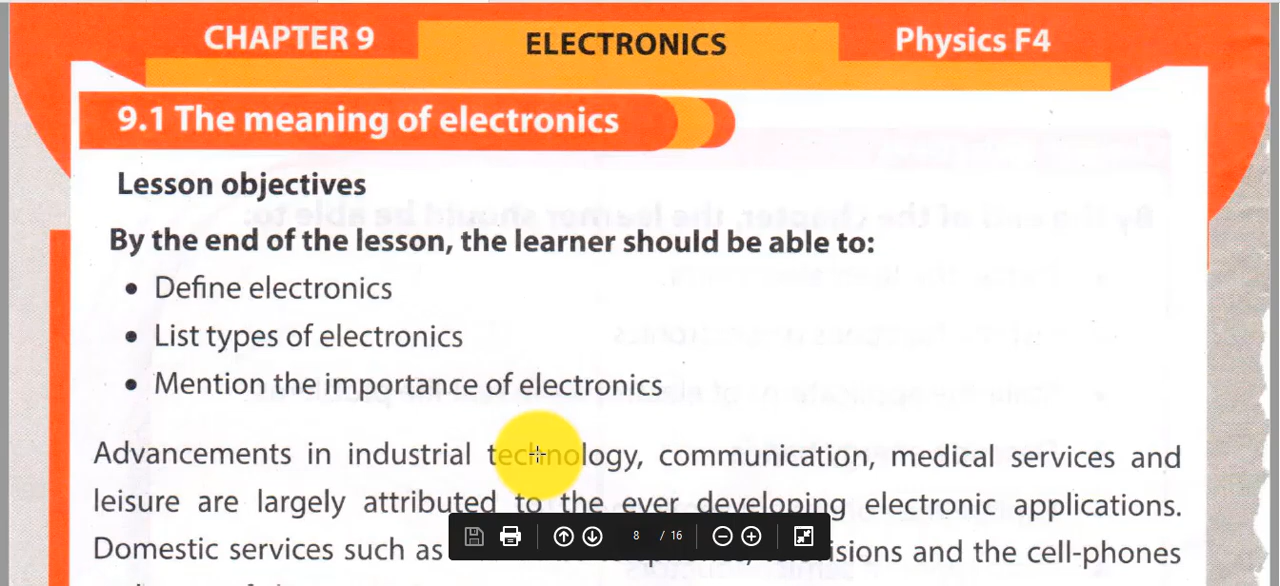 CHAPTER 9 ELECTRONICS Physics F4
9.1 The meaning of electronics
Lesson objectives
By the end of the lesson, the learner should be able to:
• Define electronics
• List types of electronics
• Mention the importance of electronics
Advancements in industrial technology, communication, medical services and
leisure are largely attributed to the ever developing electronic applications.
Domestic services such as isions and the cell-phones
8 / 16